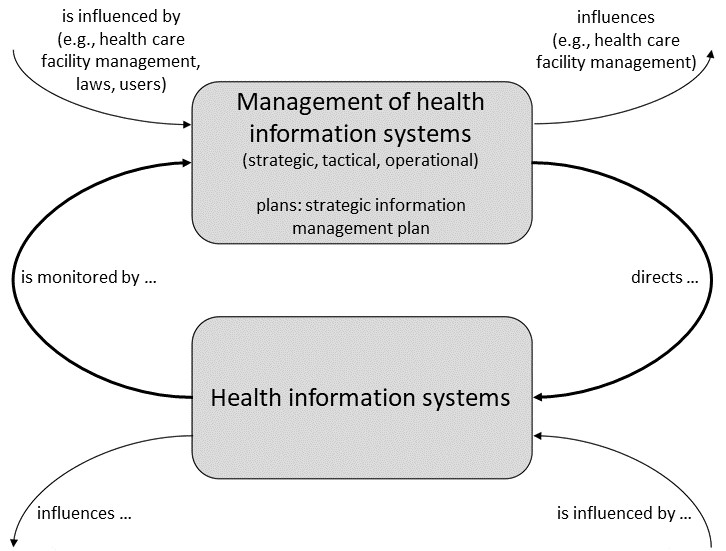 is influenced by
(e.g., health care
facility management,
laws, users)
influences
(e.g., health care
facility management)
Management of health
information systems
(strategic, tactical, operational)
plans: strategic information
management plan
is monitored by ...
directs ...
Health information systems
influences ...
is influenced by ...